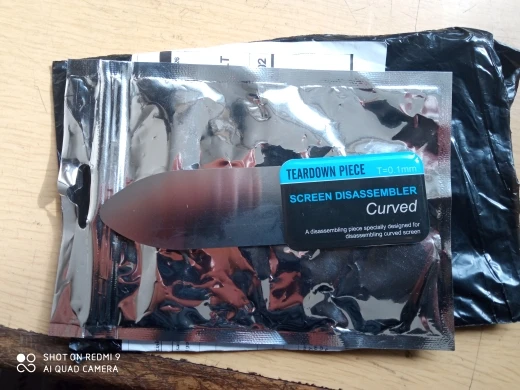 TEARDOWN PIECE T=0.1mm
SCREEN DISASSEMBLER
Curved
A disassembling piece specially designed for
disassembling curved screen
SHOT ON REDMI 9
AI QUAD CAMERA